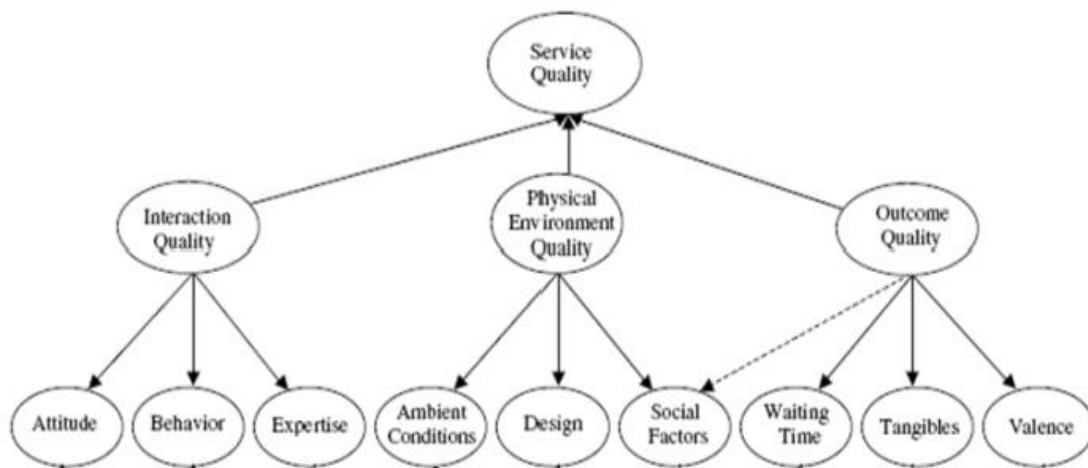 Service
Quality
Interaction
Quality
Physical
Environment
Quality
Outcome
Quality
Attitude
Behavior
Expertise
Ambient
Conditions
Design
Social
Factors
Waiting
Time
Tangibles
Valence